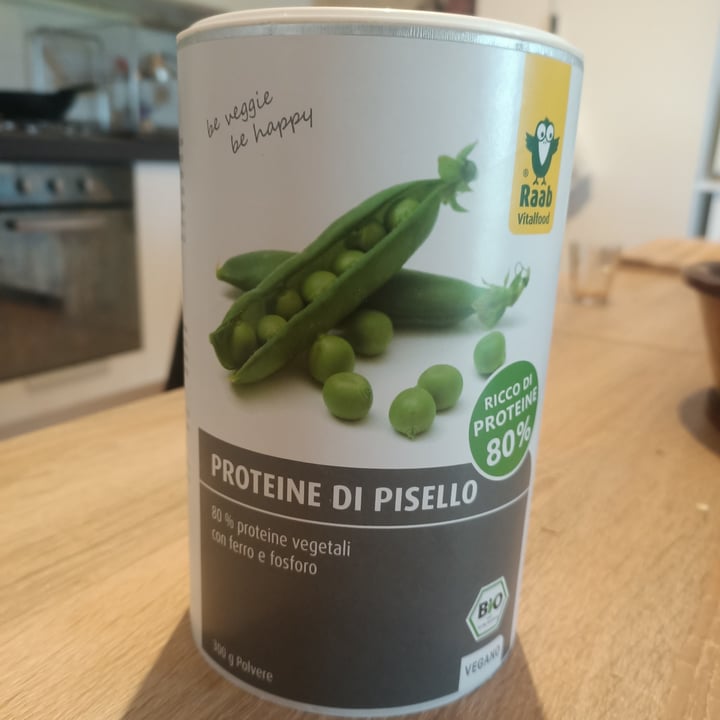 be veggie
be happy
®
Raab
Vitalfood
RICCO DI
PROTEINE
80%
PROTEINE DI PISELLO
80 % proteine vegetali
con ferro e fosforo
BIO
300 g Polvere
VEGANO